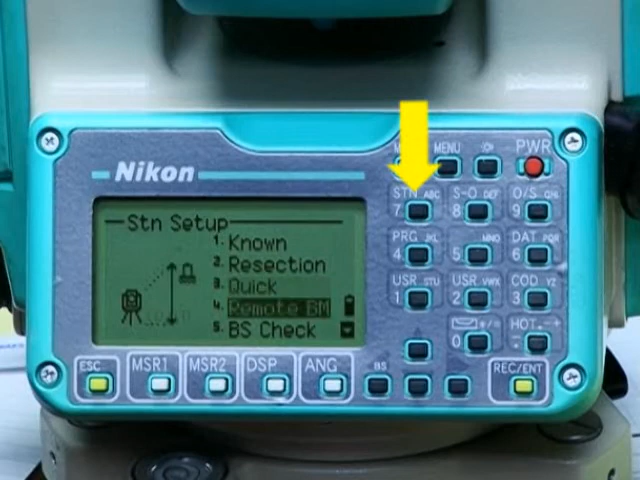 Nikon
MENU
PWR
Stn Setup
1. Known
2. Resection
3. Quick
4. Remote BM
5. BS Check
STN ABC
7
S-O DEF
8
O/S GHI
9
PRG JKL
4
MNO
5
DAT PQR
6
USR STU
1
USR VWX
2
COD YZ
3
0
HOT
ESC
MSR1
MSR2
DSP
ANG
BS
REC/ENT